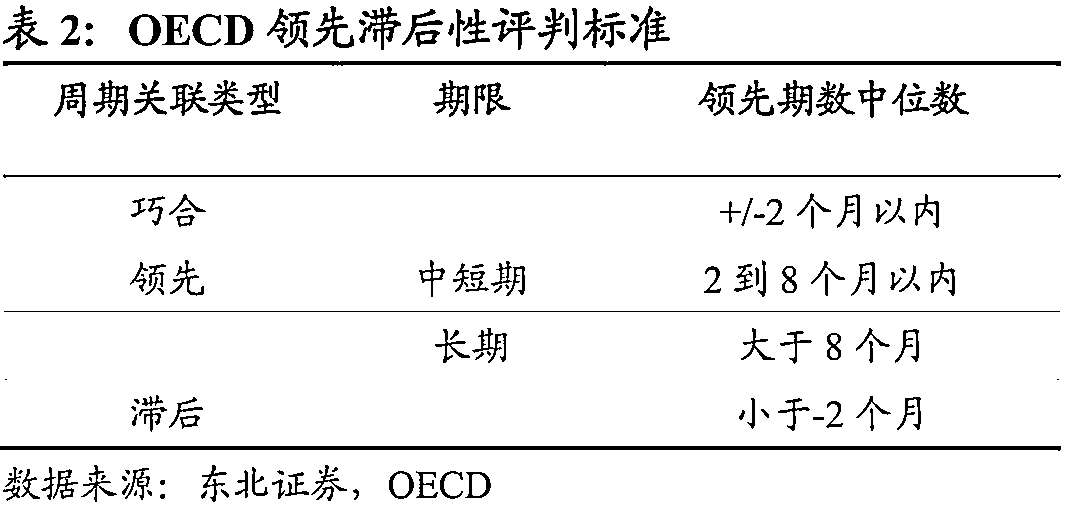 表 2： OECD 领先滞后性评判标准
周期关联类型 期限 领先期数中位数
巧合 +/-2 个月以内
领先 中短期 2 到 8 个月以内
长期 大于 8 个月
滞后 小于-2 个月
数据来源：东北证券，OECD